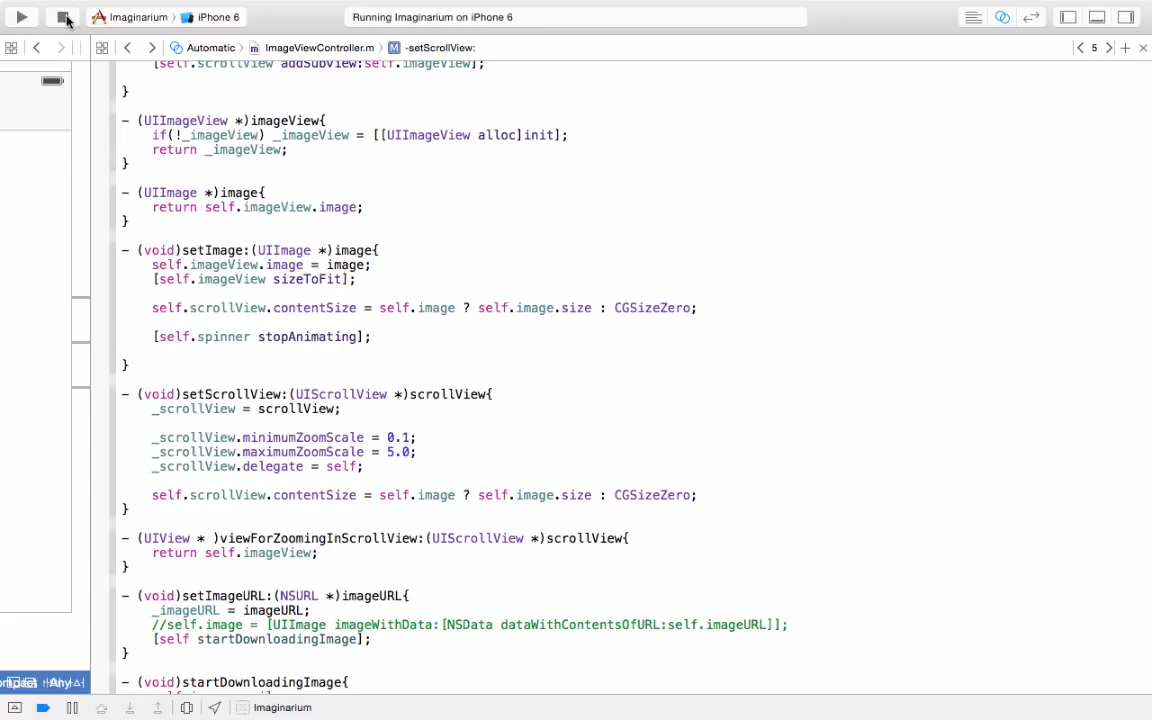 Imaginarium 〉 iPhone 6
Running Imaginarium on iPhone 6
Automatic 〉 ImageViewController.m 〉 M -setScrollView:
5
[self.scrollView addSubview:self.imageView];
}
- (UIImageView *)imageView{
if(!_imageView) _imageView = [[UIImageView alloc]init];
return _imageView;
}
- (UIImage *)image{
return self.imageView.image;
}
- (void)setImage:(UIImage *)image{
self.imageView.image = image;
[self.imageView sizeToFit];
self.scrollView.contentSize = self.image ? self.image.size : CGSizeZero;
[self.spinner stopAnimating];
}
- (void)setScrollView:(UIScrollView *)scrollView{
_scrollView = scrollView;
_scrollView.minimumZoomScale = 0.1;
_scrollView.maximumZoomScale = 5.0;
_scrollView.delegate = self;
self.scrollView.contentSize = self.image ? self.image.size : CGSizeZero;
}
- (UIView * )viewForZoomingInScrollView:(UIScrollView *)scrollView{
return self.imageView;
}
- (void)setImageURL:(NSURL *)imageURL{
_imageURL = imageURL;
//self.image = [UIImage imageWithData:[NSData dataWithContentsOfURL:self.imageURL]];
[self startDownloadingImage];
}
- (void)startDownloadingImage{
Any
Imaginarium